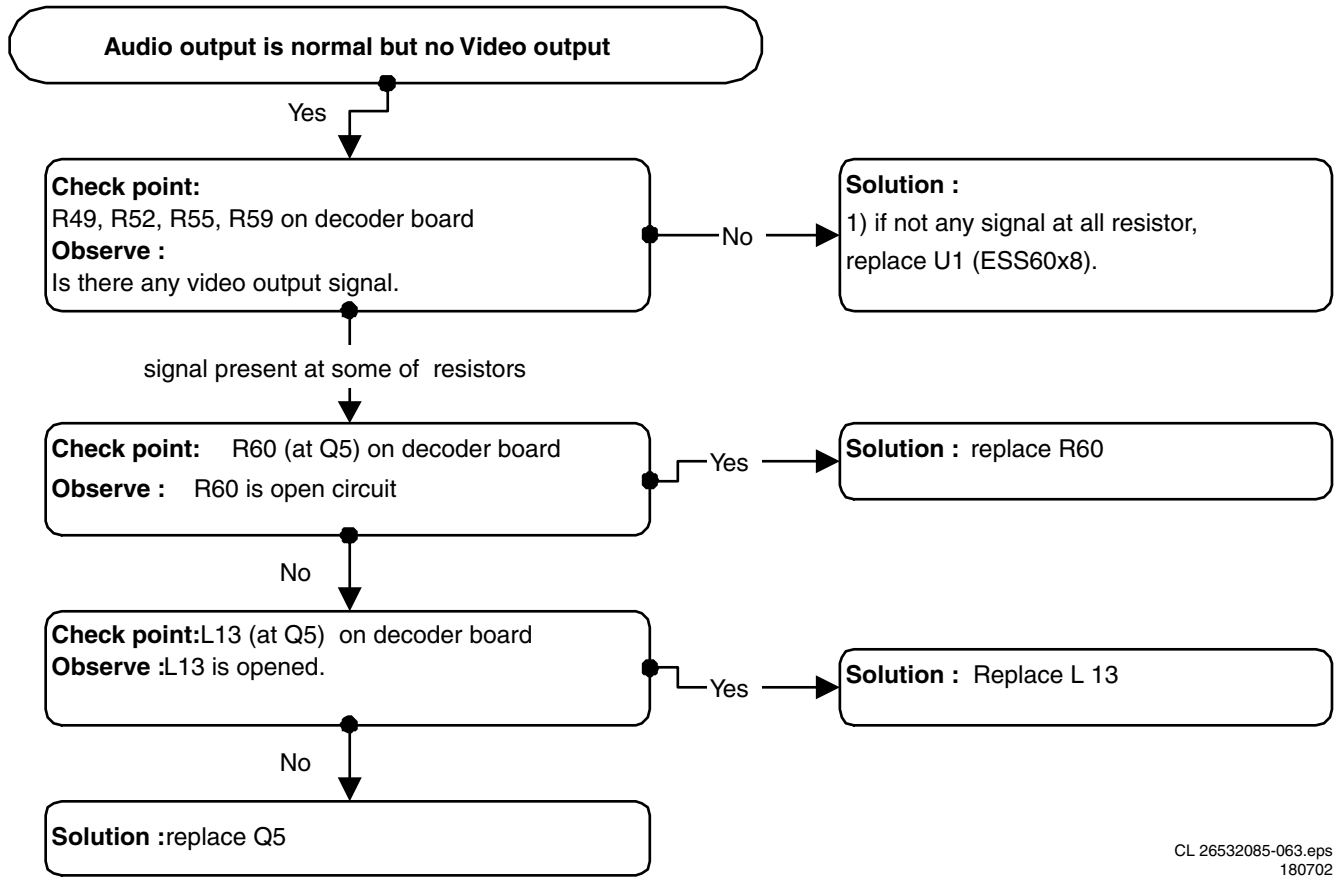 Audio output is normal but no Video output
Yes
Check point:
R49, R52, R55, R59 on decoder board
Observe :
Is there any video output signal.
No
Solution :
1) if not any signal at all resistor,
replace U1 (ESS60x8).
signal present at some of resistors
Check point: R60 (at Q5) on decoder board
Observe : R60 is open circuit
Yes
Solution : replace R60
No
Check point:L13 (at Q5) on decoder board
Observe :L13 is opened.
Yes
Solution : Replace L 13
No
Solution :replace Q5
CL 26532085-063.eps
180702